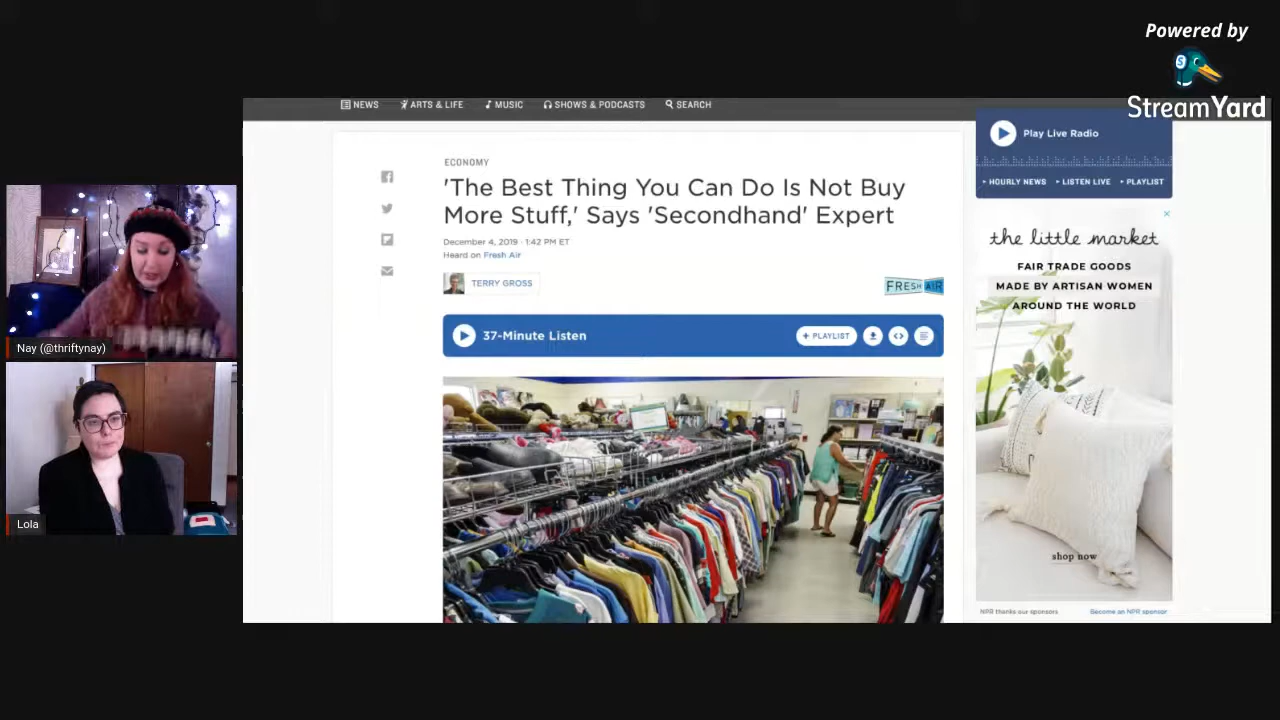 Powered by
StreamYard
NEWS ARTS & LIFE MUSIC SHOWS & PODCASTS SEARCH
Play Live Radio
HOURLY NEWS LISTEN LIVE PLAYLIST
ECONOMY
'The Best Thing You Can Do Is Not Buy
More Stuff,' Says 'Secondhand' Expert
December 4, 2019 · 1:42 PM ET
Heard on Fresh Air
TERRY GROSS
FRESH AIR
37-Minute Listen
+ PLAYLIST
the little market
FAIR TRADE GOODS
MADE BY ARTISAN WOMEN
AROUND THE WORLD
shop now
NPR thanks our sponsors
Become an NPR sponsor
Nay (@thriftynay)
Lola